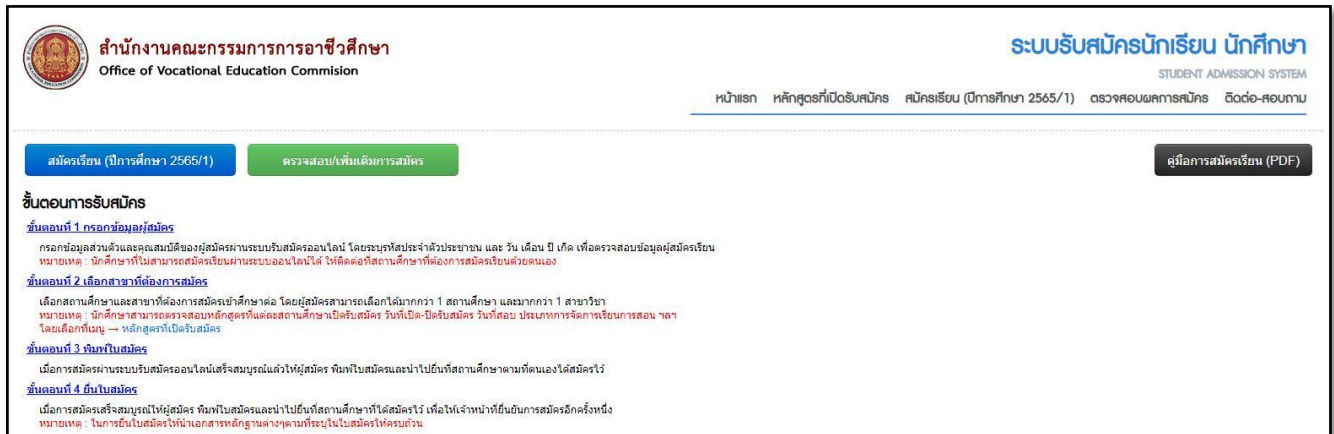 สำนักงานคณะกรรมการการอาชีวศึกษา
Office of Vocational Education Commision
ระบบรับสมัครนักเรียน นักศึกษา
STUDENT ADMISSION SYSTEM
หน้าแรก หลักสูตรที่เปิดรับสมัคร สมัครเรียน (ปีการศึกษา 2565/1) ตรวจสอบผลการสมัคร ติดต่อ-สอบถาม
สมัครเรียน (ปีการศึกษา 2565/1) ตรวจสอบ/เพิ่มเติมการสมัคร คู่มือการสมัครเรียน (PDF)
ขั้นตอนการรับสมัคร
ขั้นตอนที่ 1 กรอกข้อมูลผู้สมัคร
กรอกข้อมูลส่วนตัวและคุณสมบัติของผู้สมัครผ่านระบบรับสมัครออนไลน์ โดยระบุรหัสประจำตัวประชาชน และ วัน เดือน ปี เกิด เพื่อตรวจสอบข้อมูลผู้สมัครเรียน
หมายเหตุ : นักศึกษาที่ไม่สามารถสมัครเรียนผ่านระบบออนไลน์ได้ ให้ติดต่อที่สถานศึกษาที่ต้องการสมัครเรียนด้วยตนเอง
ขั้นตอนที่ 2 เลือกสาขาที่ต้องการสมัคร
เลือกสถานศึกษาและสาขาที่ต้องการสมัครเข้าศึกษาต่อ โดยผู้สมัครสามารถเลือกได้มากกว่า 1 สถานศึกษา และมากกว่า 1 สาขาวิชา
หมายเหตุ : นักศึกษาสามารถตรวจสอบหลักสูตรที่แต่ละสถานศึกษาเปิดรับสมัคร วันที่เปิด-ปิดรับสมัคร วันที่สอบ ประเภทการจัดการเรียนการสอน ฯลฯ
โดยเลือกที่เมนู → หลักสูตรที่เปิดรับสมัคร
ขั้นตอนที่ 3 พิมพ์ใบสมัคร
เมื่อการสมัครผ่านระบบรับสมัครออนไลน์เสร็จสมบูรณ์แล้วให้ผู้สมัคร พิมพ์ใบสมัครและนำไปยื่นที่สถานศึกษาตามที่ตนเองได้สมัครไว้
ขั้นตอนที่ 4 ยื่นใบสมัคร
เมื่อการสมัครเสร็จสมบูรณ์ให้ผู้สมัคร พิมพ์ใบสมัครและนำไปยื่นที่สถานศึกษาที่ได้สมัครไว้ เพื่อให้เจ้าหน้าที่ยืนยันการสมัครอีกครั้งหนึ่ง
หมายเหตุ : ในการยื่นใบสมัครให้นำเอกสารหลักฐานต่างๆตามที่ระบุในใบสมัครให้ครบถ้วน